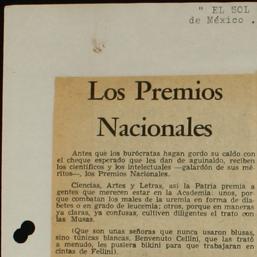 " EL SOL
de México .
Los Premios
Nacionales
Antes que los burócratas hagan gordo su caldo con
el cheque esperado que les dan de aguinaldo, reciben
los científicos y los intelectuales —galardón de sus mé-
ritos—, los Premios Nacionales.
Ciencias, Artes y Letras, así la Patria premia a
gentes que merecen estar en la Academia: unos, por-
que combaten los males de la uremia en forma de dia-
betes o en grado de leucemia; otros, porque en maneras
ya claras, ya confusas, cultiven diligentes el trato con
las Musas.
(Que son unas señoras que nunca usaron blusas,
sino túnicas blancas. Benvenuto Cellini, que las trató
a menudo, les pusiera bikini para que trabajaran en
cintas de Fellini).